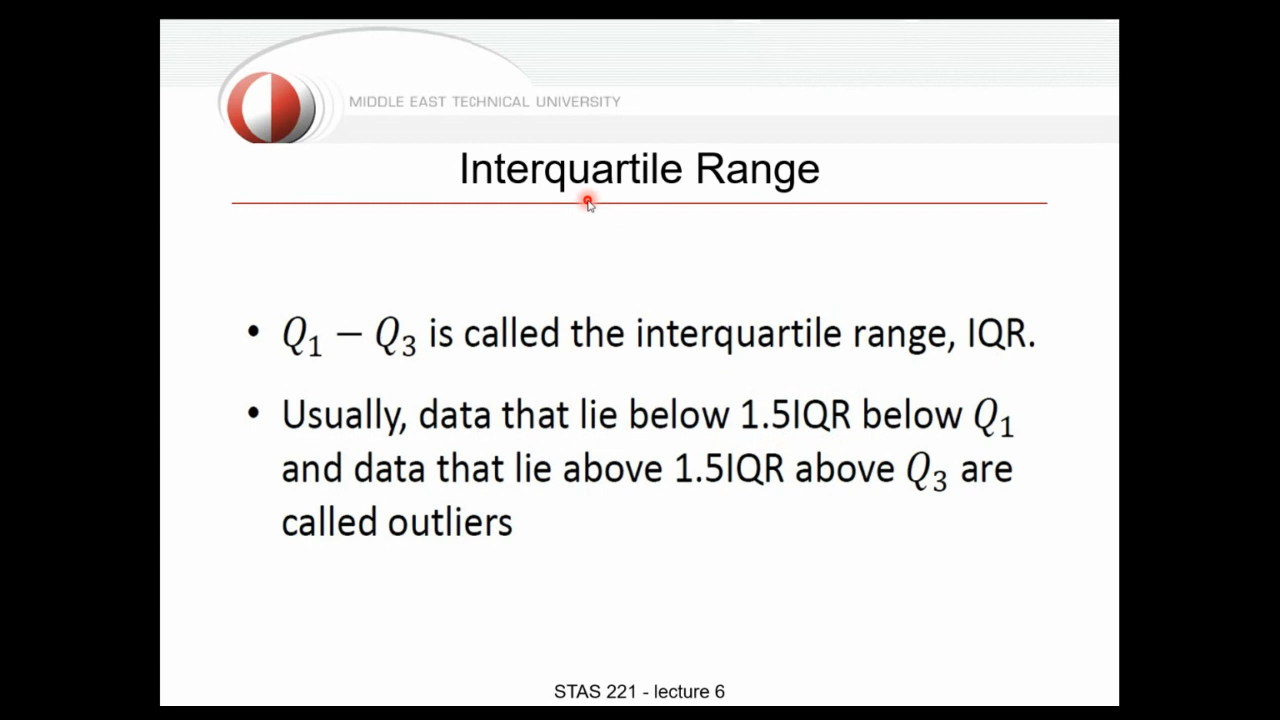 MIDDLE EAST TECHNICAL UNIVERSITY
Interquartile Range
• Q₁ − Q₃ is called the interquartile range, IQR.
• Usually, data that lie below 1.5IQR below Q₁
and data that lie above 1.5IQR above Q₃ are
called outliers
STAS 221 - lecture 6